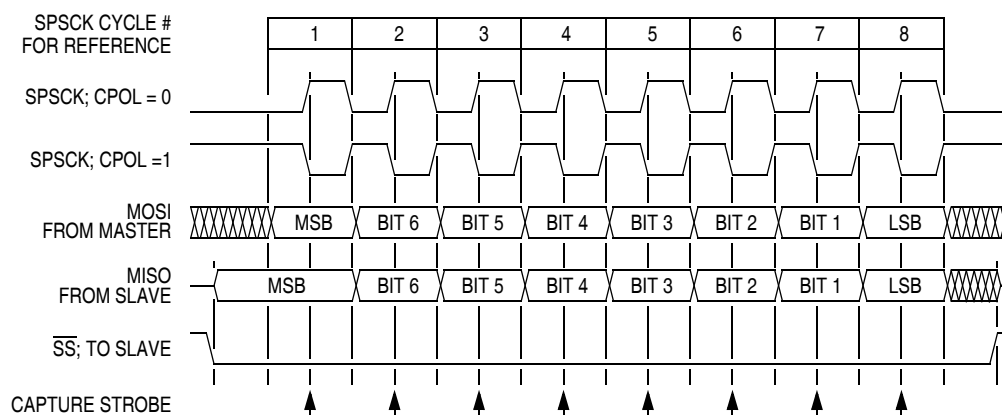 SPSCK CYCLE #
FOR REFERENCE
1 2 3 4 5 6 7 8
SPSCK; CPOL = 0
SPSCK; CPOL =1
MOSI
FROM MASTER
MSB BIT 6 BIT 5 BIT 4 BIT 3 BIT 2 BIT 1 LSB
MISO
FROM SLAVE
MSB BIT 6 BIT 5 BIT 4 BIT 3 BIT 2 BIT 1 LSB
S̅S̅; TO SLAVE
CAPTURE STROBE